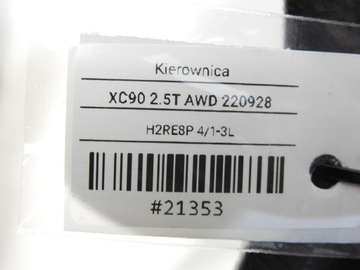 Kierownica
XC90 2.5T AWD 220928
H2RE8P 4/1-3L
#21353